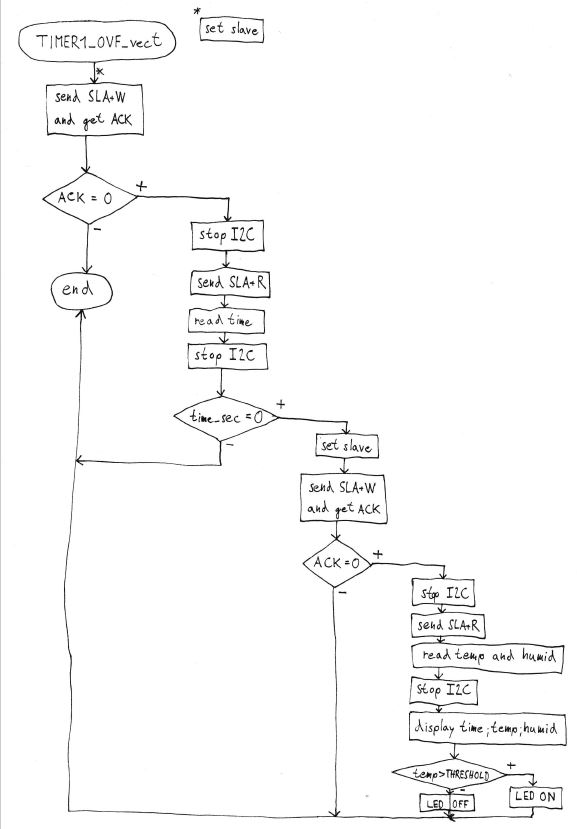 *
set slave
TIMER1_OVF_vect
*
send SLA+W
and get ACK
ACK = 0
+
-
stop I2C
end
send SLA+R
read time
stop I2C
time_sec = 0
+
-
set slave
send SLA+W
and get ACK
ACK=0
+
-
stop I2C
send SLA+R
read temp and humid
stop I2C
display time;temp;humid
temp>THRESHOLD
+
-
LED ON
LED OFF